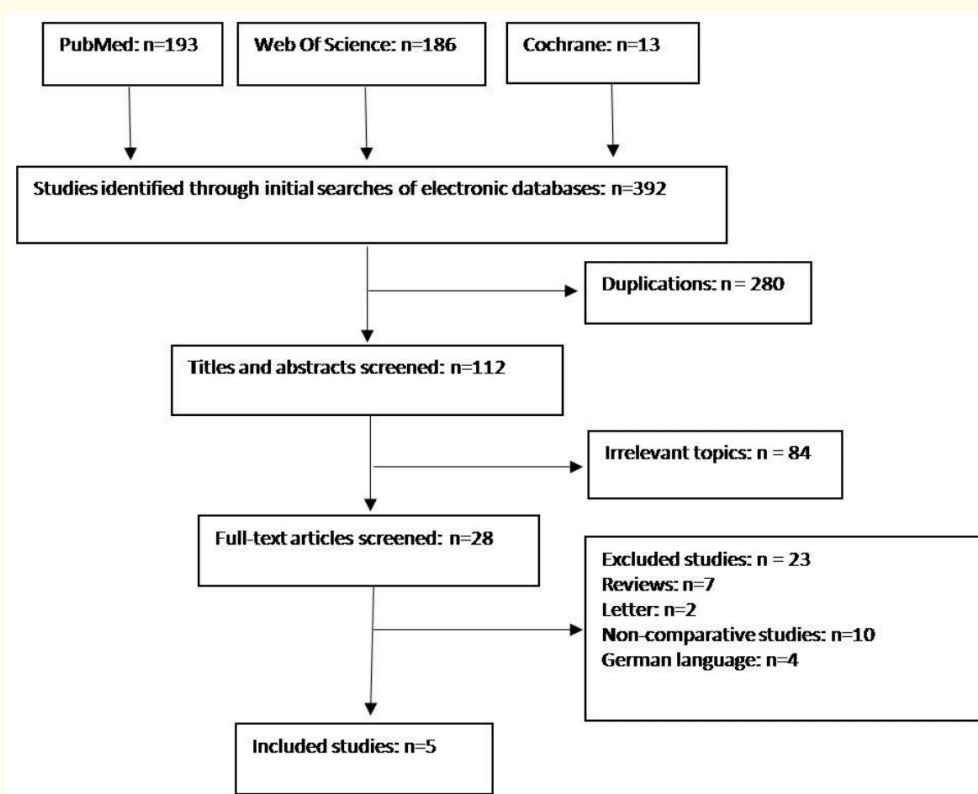 PubMed: n=193
Web Of Science: n=186
Cochrane: n=13
Studies identified through initial searches of electronic databases: n=392
Duplications: n = 280
Titles and abstracts screened: n=112
Irrelevant topics: n = 84
Full-text articles screened: n=28
Excluded studies: n = 23
Reviews: n=7
Letter: n=2
Non-comparative studies: n=10
German language: n=4
Included studies: n=5